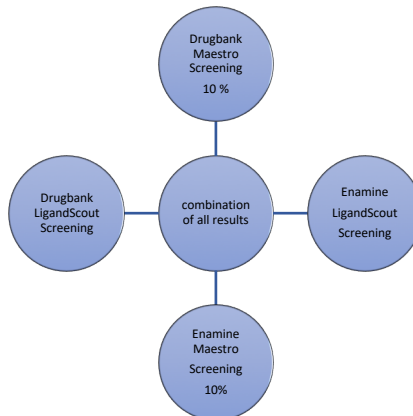 Drugbank
Maestro
Screening
10 %
Drugbank
LigandScout
Screening
combination
of all results
Enamine
LigandScout
Screening
Enamine
Maestro
Screening
10%